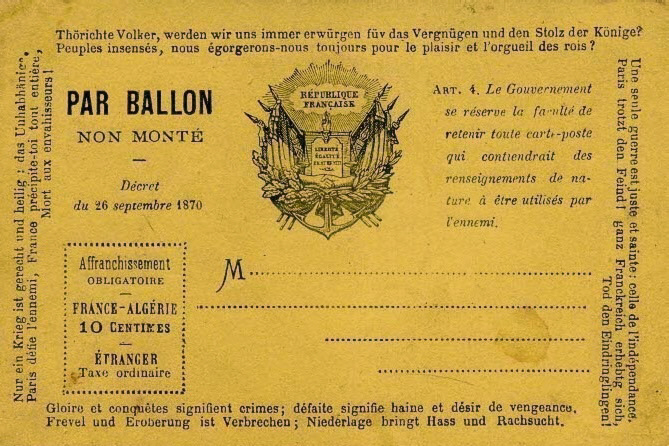 Thörichte Volker, werden wir uns immer erwürgen füv das Vergnügen und den Stolz der Könige?
Peuples insensés, nous égorgerons-nous toujours pour le plaisir et l'orgueil des rois?
Nur ein Krieg ist gerecht und heilig: das Unhabhänige.
Paris défie l'ennemi, France précipite-toi tout entière,
Mort aux envahisseurs!
PAR BALLON
NON MONTÉ
Décret
du 26 septembre 1870
RÉPUBLIQUE
FRANÇAISE
LIBERTÉ
ÉGALITÉ
FRATERNITÉ
ART. 4. Le Gouvernement
se réserve la faculté de
retenir toute carte-poste
qui contiendrait des
renseignements de na-
ture à être utilisés par
l'ennemi.
Une seule guerre est juste et sainte: celle de l'indépendance.
Paris trotzt den Feind! ganz Franckreich erhebtig sich,
Tod den Eindringlingen!
Affranchissement
OBLIGATOIRE
FRANCE-ALGÉRIE
10 CENTIMES
ÉTRANGER
Taxe ordinaire
M
Gloire et conquêtes signifient crimes; défaite signifie haine et désir de vengeance.
Frevel und Eroberung ist Verbrechen; Niederlage bringt Hass und Rachsucht.